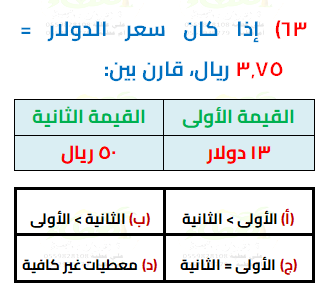 ٦٣) إذا كان سعر الدولار =
٣,٧٥ ريال، قارن بين:
القيمة الأولى القيمة الثانية
١٣ دولار ٥٠ ريال
(أ) الأولى > الثانية (ب) الثانية > الأولى
(ج) الأولى = الثانية (د) معطيات غير كافية